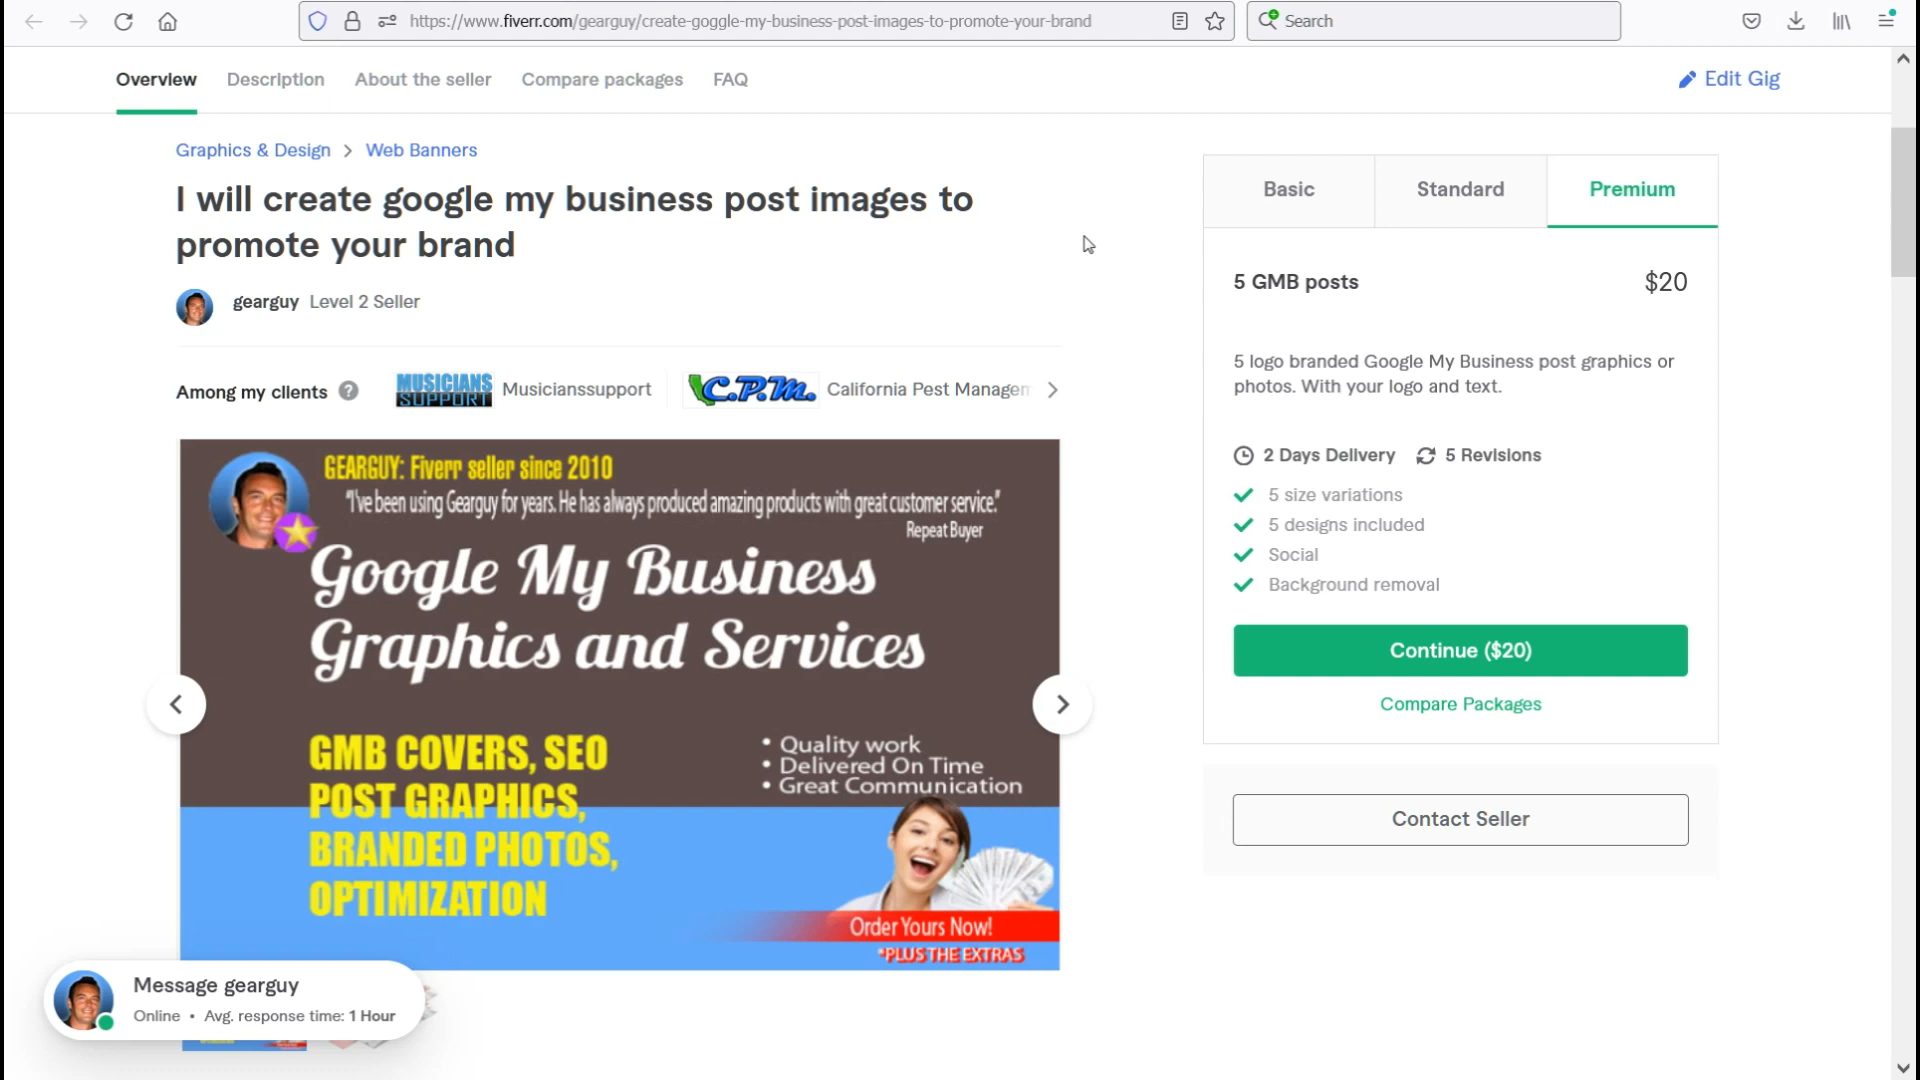 https://www.fiverr.com/gearguy/create-goggle-my-business-post-images-to-promote-your-brand
Search
Overview
Description
About the seller
Compare packages
FAQ
Edit Gig
Graphics & Design
Web Banners
I will create google my business post images to
promote your brand
gearguy Level 2 Seller
Among my clients ?
MUSICIANS
SUPPORT
Musicianssupport
C.P.M.
California Pest Managem
GEARGUY: Fiverr seller since 2010
"I've been using Gearguy for years. He has always produced amazing products with great customer service."
Repeat Buyer
Google My Business
Graphics and Services
GMB COVERS, SEO
POST GRAPHICS,
BRANDED PHOTOS,
OPTIMIZATION
• Quality work
• Delivered On Time
• Great Communication
Order Yours Now!
*PLUS THE EXTRAS
Message gearguy
Online • Avg. response time: 1 Hour
Basic
Standard
Premium
5 GMB posts
$20
5 logo branded Google My Business post graphics or
photos. With your logo and text.
2 Days Delivery
5 Revisions
5 size variations
5 designs included
Social
Background removal
Continue ($20)
Compare Packages
Contact Seller